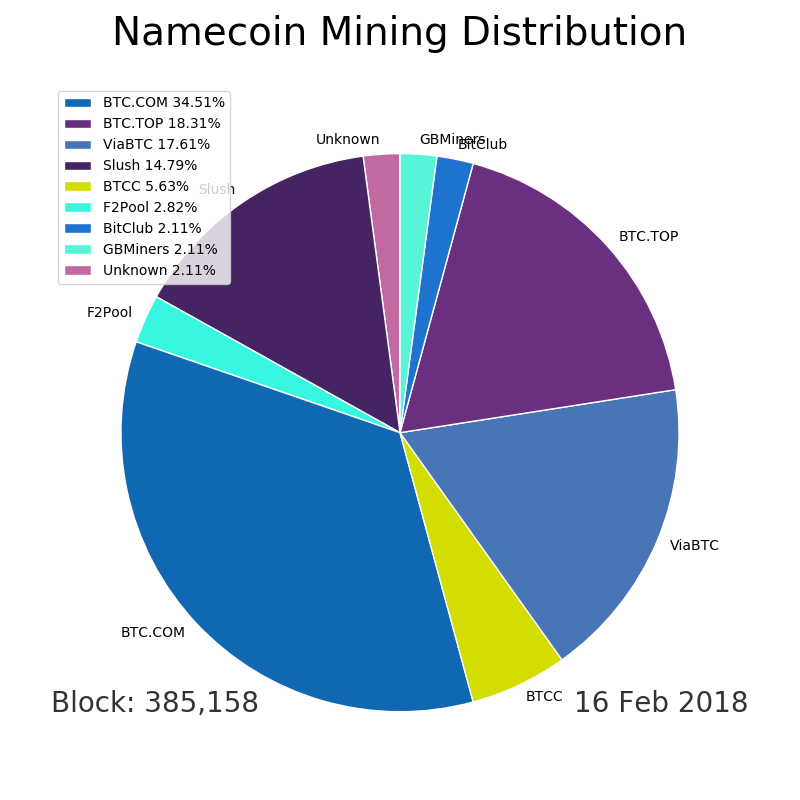 Namecoin Mining Distribution
BTC.COM 34.51%
BTC.TOP 18.31%
ViaBTC 17.61%
Slush 14.79%
BTCC 5.63%
F2Pool 2.82%
BitClub 2.11%
GBMiners 2.11%
Unknown 2.11%
Unknown
GBMiners
BitClub
Slush
BTC.TOP
F2Pool
ViaBTC
BTC.COM
BTCC
Block: 385,158
16 Feb 2018